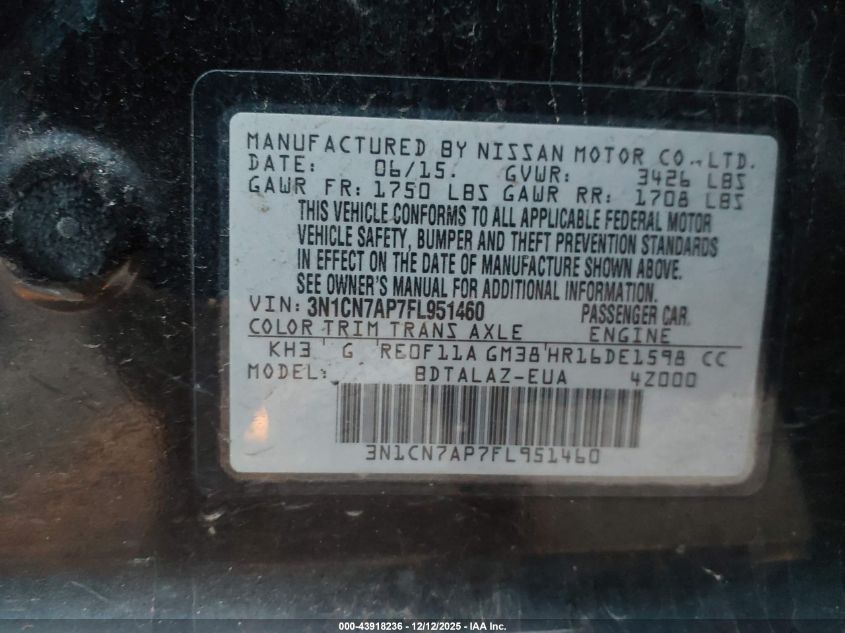 MANUFACTURED BY NISSAN MOTOR CO.,LTD.
DATE: 06/15. GVWR: 3426 LBS
GAWR FR: 1750 LBS GAWR RR: 1708 LBS
THIS VEHICLE CONFORMS TO ALL APPLICABLE FEDERAL MOTOR
VEHICLE SAFETY, BUMPER AND THEFT PREVENTION STANDARDS
IN EFFECT ON THE DATE OF MANUFACTURE SHOWN ABOVE.
SEE OWNER'S MANUAL FOR ADDITIONAL INFORMATION.
VIN: 3N1CN7AP7FL951460 PASSENGER CAR.
COLOR TRIM TRANS AXLE ENGINE
KH3 G RE0F11A GM38 HR16DE1598 CC
MODEL: BDTALAZ-EUA 4Z000
3N1CN7AP7FL951460
000-43918236 - 12/12/2025 - IAA, Inc.